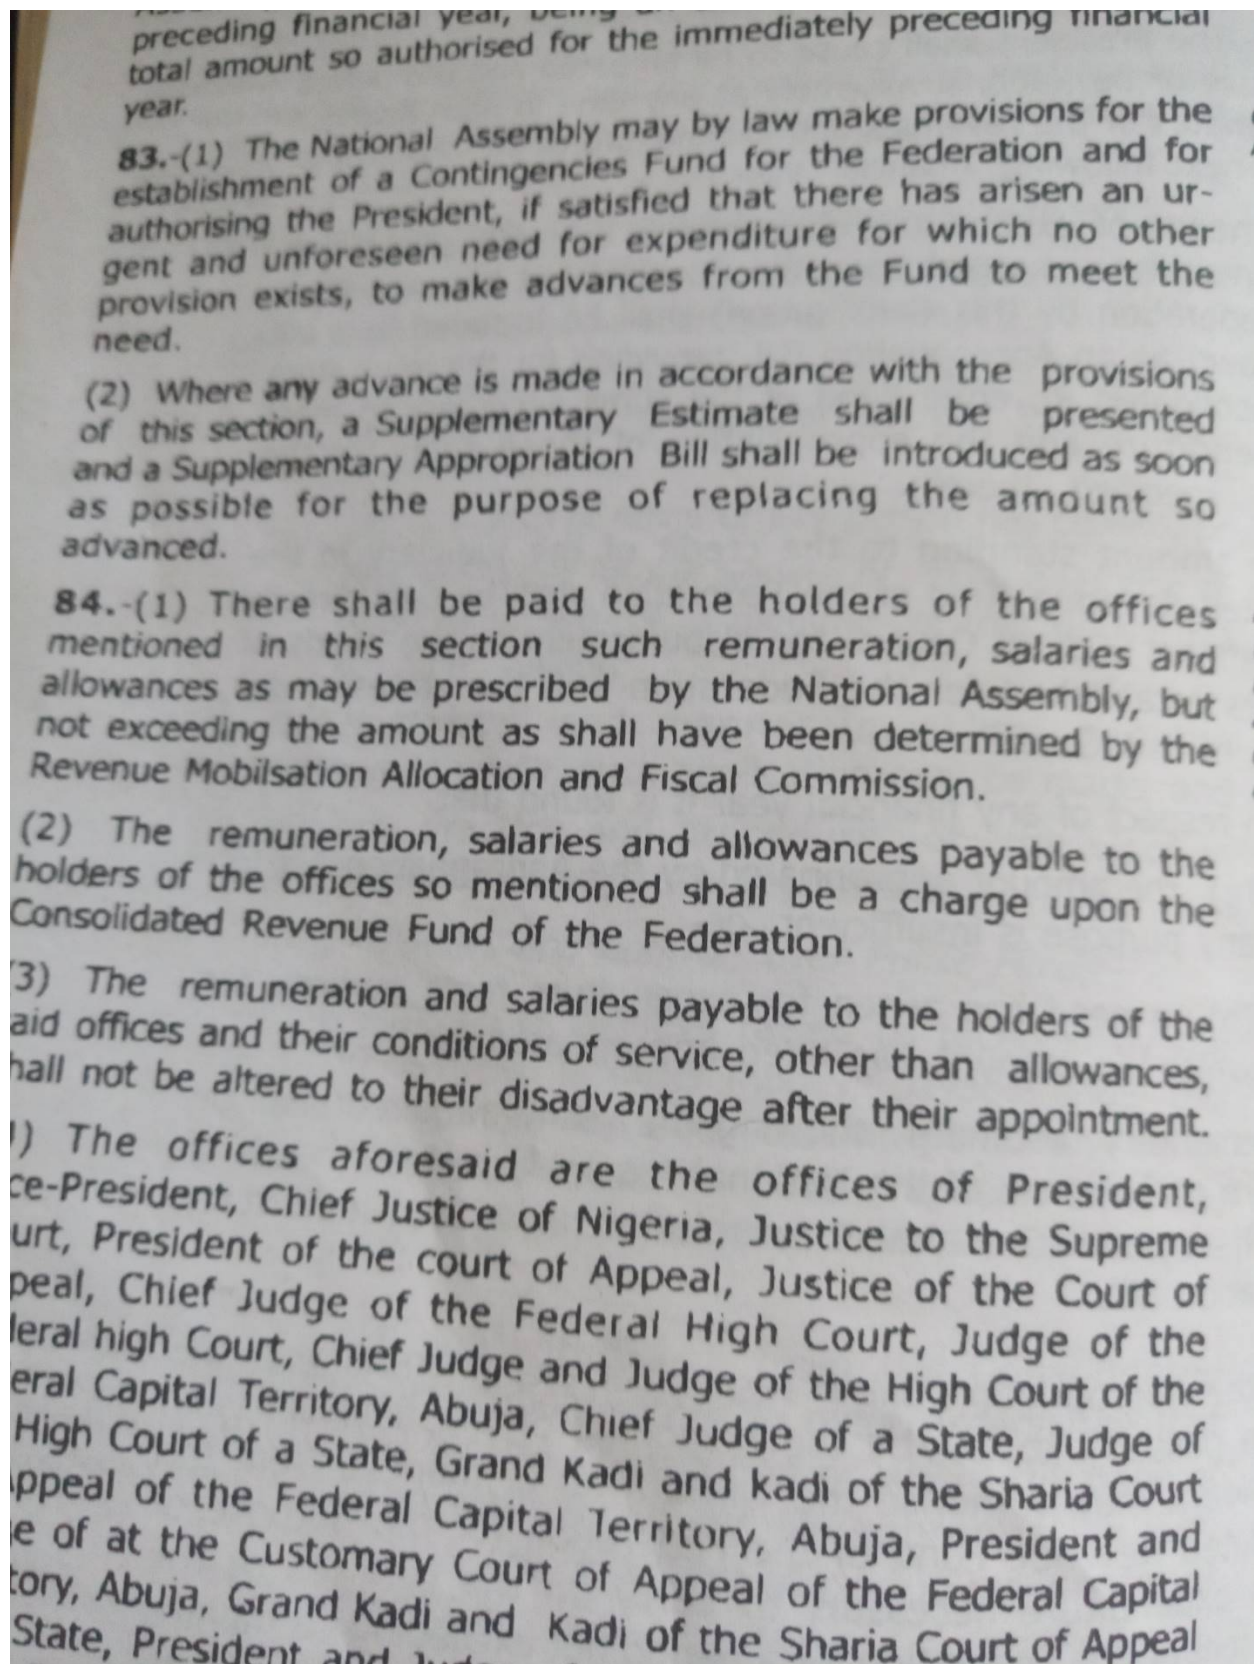 preceding financial year,
total amount so authorised for the immediately preceding financial
year.
83.-(1) The National Assembly may by law make provisions for the
establishment of a Contingencies Fund for the Federation and for
authorising the President, if satisfied that there has arisen an ur-
gent and unforeseen need for expenditure for which no other
provision exists, to make advances from the Fund to meet the
need.
(2) Where any advance is made in accordance with the provisions
of this section, a Supplementary Estimate shall be presented
and a Supplementary Appropriation Bill shall be introduced as soon
as possible for the purpose of replacing the amount so
advanced.
84.-(1) There shall be paid to the holders of the offices
mentioned in this section such remuneration, salaries and
allowances as may be prescribed by the National Assembly, but
not exceeding the amount as shall have been determined by the
Revenue Mobilsation Allocation and Fiscal Commission.
(2) The remuneration, salaries and allowances payable to the
holders of the offices so mentioned shall be a charge upon the
Consolidated Revenue Fund of the Federation.
3) The remuneration and salaries payable to the holders of the
aid offices and their conditions of service, other than allowances,
hall not be altered to their disadvantage after their appointment.
) The offices aforesaid are the offices of President,
ce-President, Chief Justice of Nigeria, Justice to the Supreme
urt, President of the court of Appeal, Justice of the Court of
peal, Chief Judge of the Federal High Court, Judge of the
leral high Court, Chief Judge and Judge of the High Court of the
eral Capital Territory, Abuja, Chief Judge of a State, Judge of
High Court of a State, Grand Kadi and kadi of the Sharia Court
ppeal of the Federal Capital Territory, Abuja, President and
e of at the Customary Court of Appeal of the Federal Capital
tory, Abuja, Grand Kadi and Kadi of the Sharia Court of Appeal
State, President and